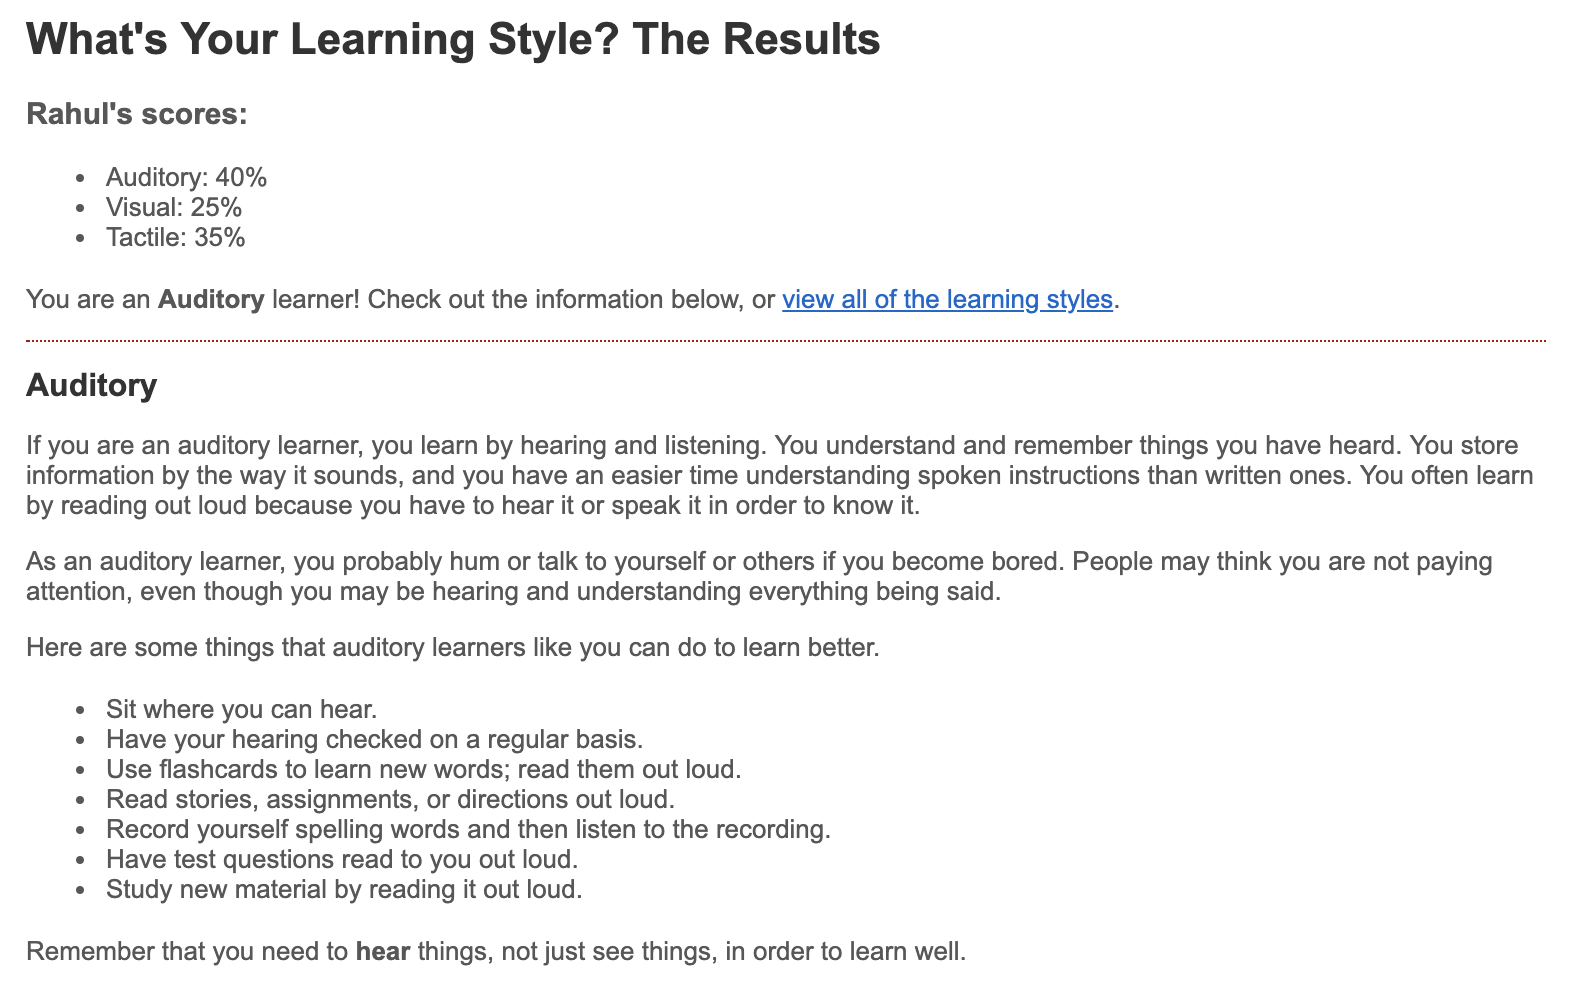 What's Your Learning Style? The Results
Rahul's scores:
• Auditory: 40%
• Visual: 25%
• Tactile: 35%
You are an Auditory learner! Check out the information below, or view all of the learning styles.
Auditory
If you are an auditory learner, you learn by hearing and listening. You understand and remember things you have heard. You store
information by the way it sounds, and you have an easier time understanding spoken instructions than written ones. You often learn
by reading out loud because you have to hear it or speak it in order to know it.
As an auditory learner, you probably hum or talk to yourself or others if you become bored. People may think you are not paying
attention, even though you may be hearing and understanding everything being said.
Here are some things that auditory learners like you can do to learn better.
• Sit where you can hear.
• Have your hearing checked on a regular basis.
• Use flashcards to learn new words; read them out loud.
• Read stories, assignments, or directions out loud.
• Record yourself spelling words and then listen to the recording.
• Have test questions read to you out loud.
• Study new material by reading it out loud.
Remember that you need to hear things, not just see things, in order to learn well.